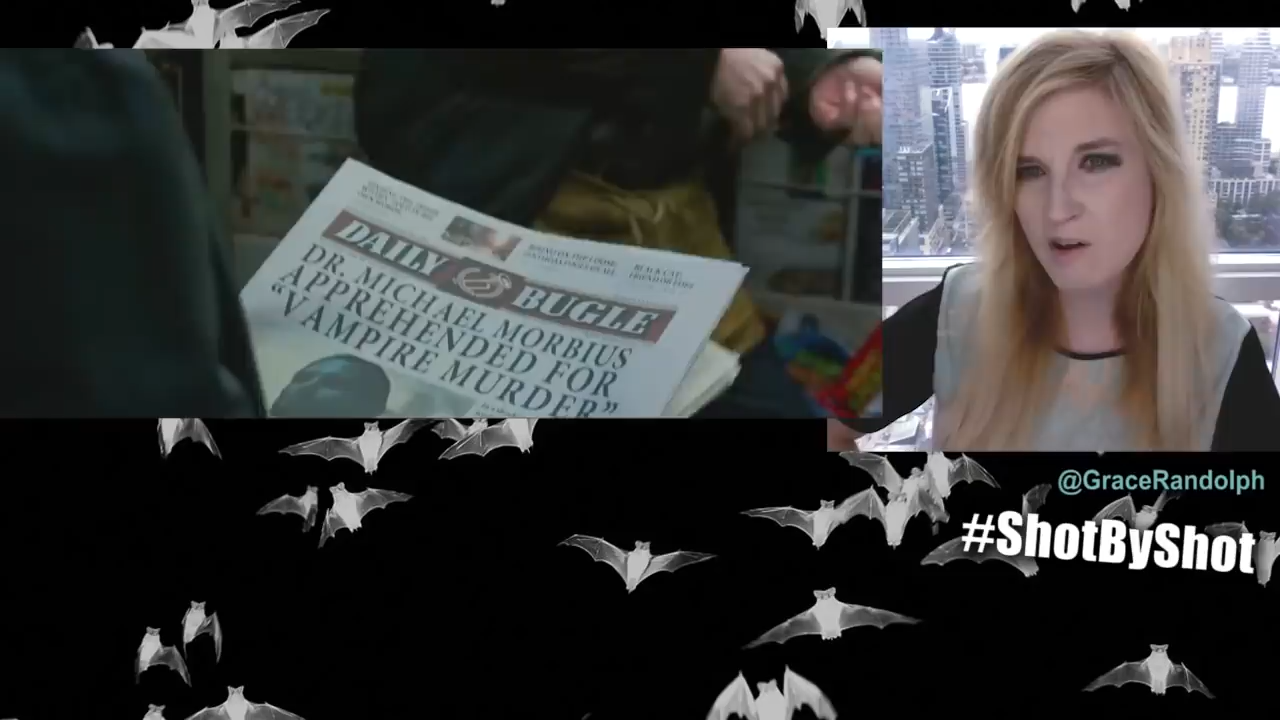 DAILY BUGLE
DR. MICHAEL MORBIUS
APPREHENDED FOR
"VAMPIRE MURDER"
@GraceRandolph
#ShotByShot